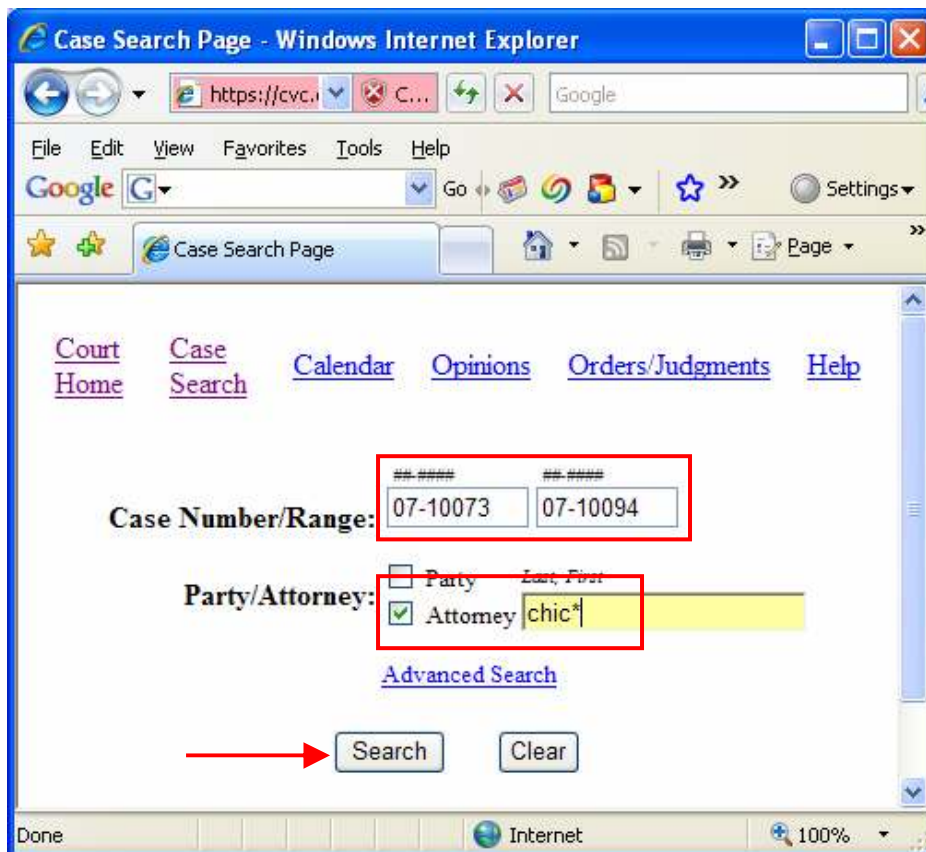 Case Search Page - Windows Internet Explorer
https://cvc. C... Google
File Edit View Favorites Tools Help
Google G Go » Settings
Case Search Page Page »
Court Home Case Search Calendar Opinions Orders/Judgments Help
##-#### ##-####
Case Number/Range: 07-10073 07-10094
Party/Attorney: Party Last, First
Attorney chic*
Advanced Search
Search Clear
Done Internet 100%